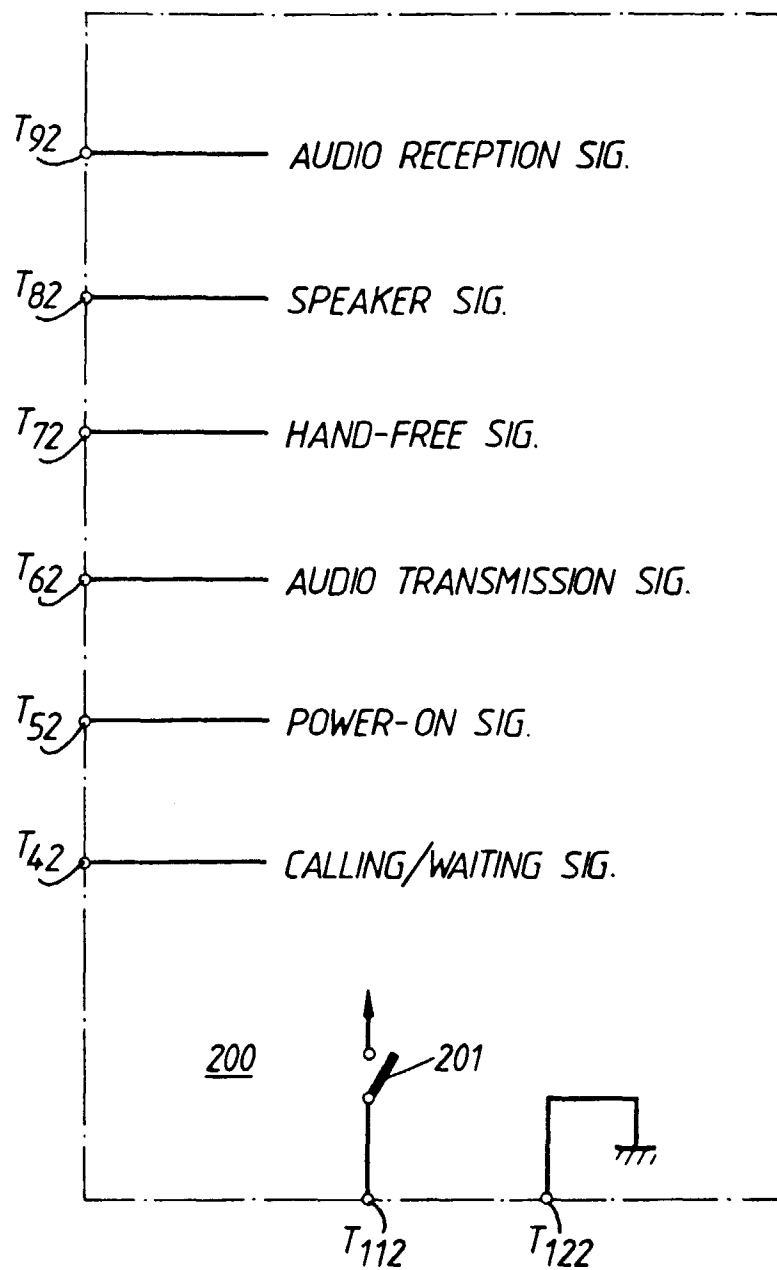 T92 AUDIO RECEPTION SIG.
T82 SPEAKER SIG.
T72 HAND-FREE SIG.
T62 AUDIO TRANSMISSION SIG.
T52 POWER-ON SIG.
T42 CALLING/WAITING SIG.
200 201
T112 T122